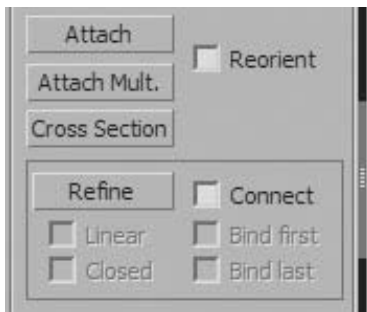 Attach
Reorient
Attach Mult.
Cross Section
Refine
Connect
Linear
Bind first
Closed
Bind last